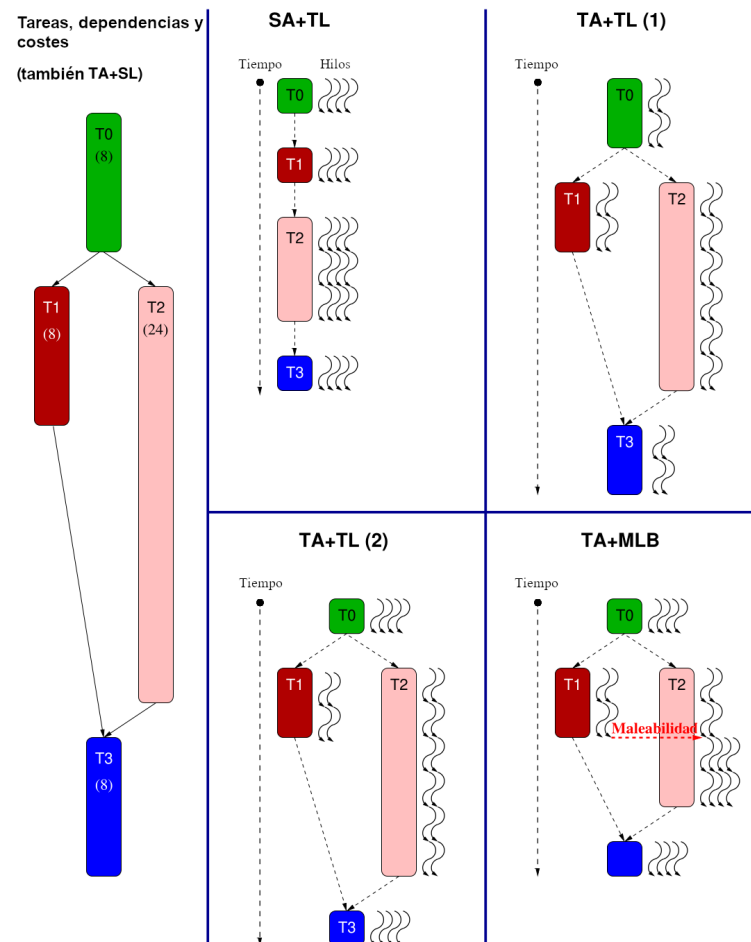 Tareas, dependencias y
costes
(también TA+SL)
T0
(8)
T1
(8)
T2
(24)
T3
(8)
SA+TL
Tiempo
Hilos
T0
T1
T2
T3
TA+TL (1)
Tiempo
T0
T1
T2
T3
TA+TL (2)
Tiempo
T0
T1
T2
T3
TA+MLB
Tiempo
T0
T1
T2
Maleabilidad